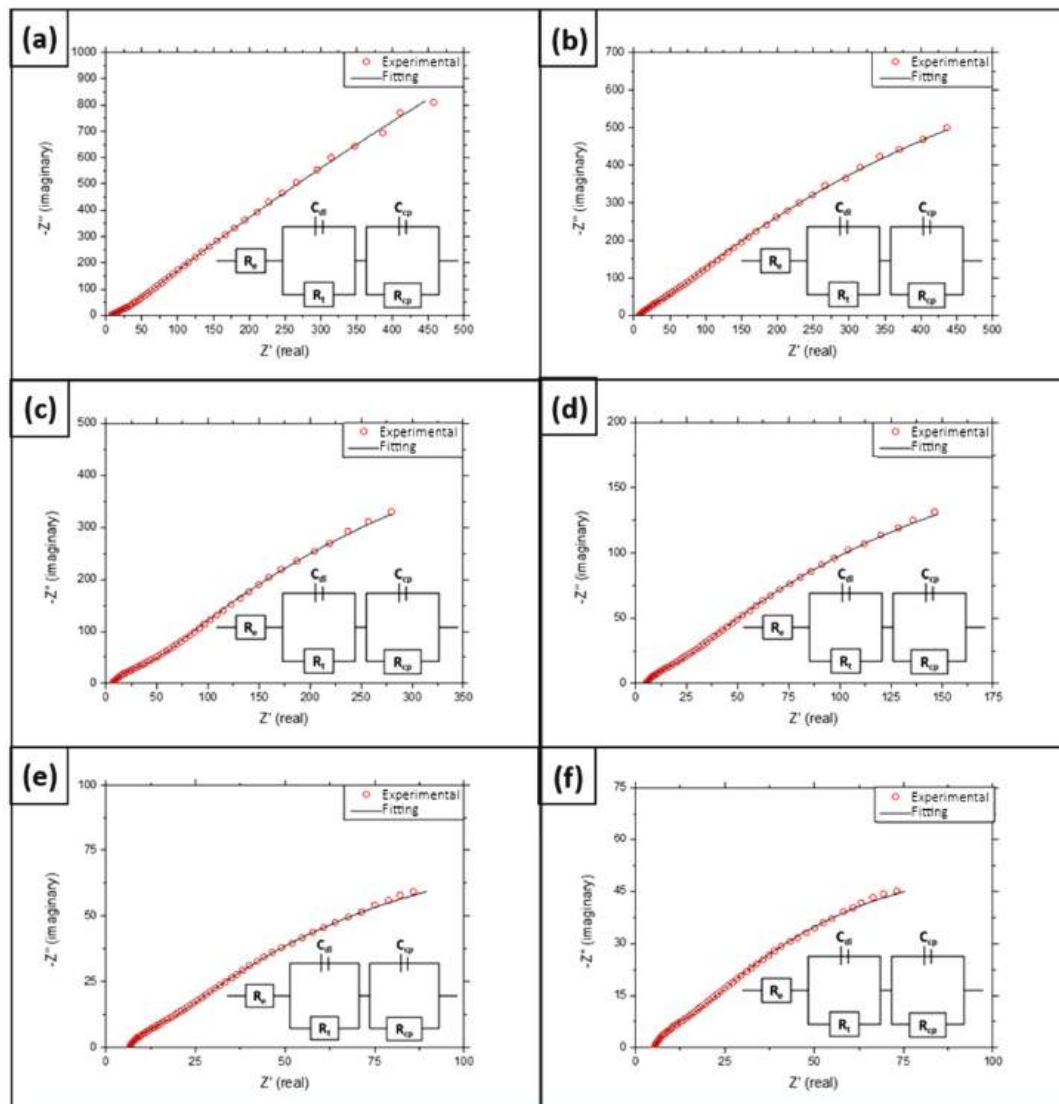 (a)
Experimental
Fitting
1000
900
800
700
600
500
400
300
200
100
0
-Z'' (imaginary)
0 50 100 150 200 250 300 350 400 450 500
Z' (real)
Cdl
Ccp
Re
Rt
Rcp
(b)
Experimental
Fitting
700
600
500
400
300
200
100
0
-Z'' (imaginary)
0 50 100 150 200 250 300 350 400 450 500
Z' (real)
Cdl
Ccp
Re
Rt
Rcp
(c)
Experimental
Fitting
500
400
300
200
100
0
-Z'' (imaginary)
0 50 100 150 200 250 300 350
Z' (real)
Cdl
Ccp
Re
Rt
Rcp
(d)
Experimental
Fitting
200
150
100
50
0
-Z'' (imaginary)
0 25 50 75 100 125 150 175
Z' (real)
Cdl
Ccp
Re
Rt
Rcp
(e)
Experimental
Fitting
100
75
50
25
0
-Z'' (imaginary)
0 25 50 75 100
Z' (real)
Cdl
Ccp
Re
Rt
Rcp
(f)
Experimental
Fitting
75
60
45
30
15
0
-Z'' (imaginary)
0 25 50 75 100
Z' (real)
Cdl
Ccp
Re
Rt
Rcp